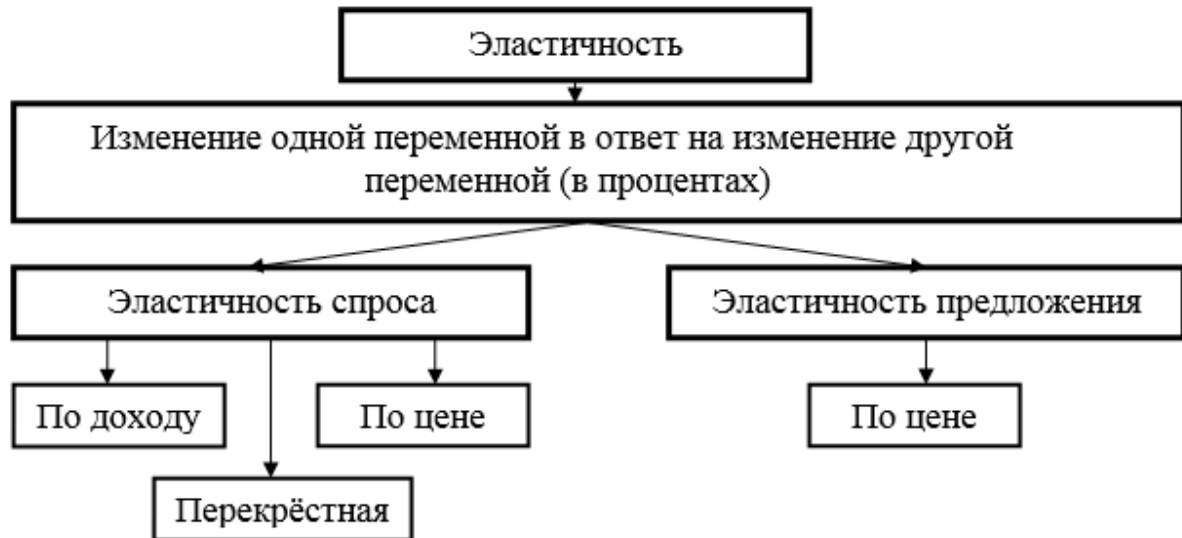 Эластичность
Изменение одной переменной в ответ на изменение другой
переменной (в процентах)
Эластичность спроса
Эластичность предложения
По доходу
По цене
По цене
Перекрёстная